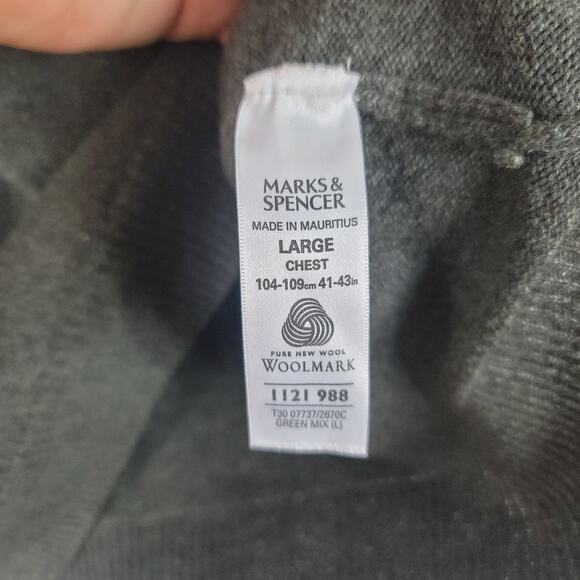 MARKS &
SPENCER
MADE IN MAURITIUS
LARGE
CHEST
104-109cm 41-43in
PURE NEW WOOL
WOOLMARK
1121 988
T30 07737/2670C
GREEN MIX (L)